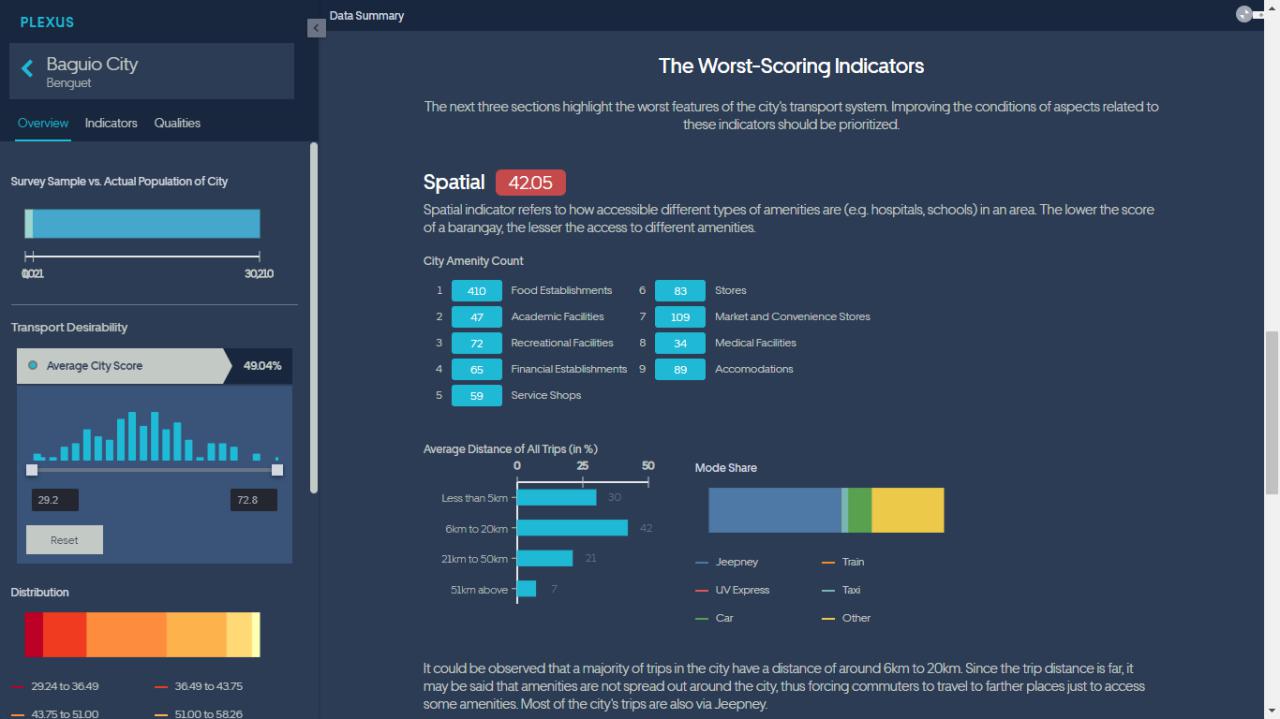 PLEXUS
Data Summary
Baguio City
Benguet
Overview Indicators Qualities
Survey Sample vs. Actual Population of City
30,210
Transport Desirability
Average City Score 49.04%
29.2 72.8
Reset
Distribution
29.24 to 36.49 36.49 to 43.75
43.75 to 51.00 51.00 to 58.26
The Worst-Scoring Indicators
The next three sections highlight the worst features of the city's transport system. Improving the conditions of aspects related to
these indicators should be prioritized.
Spatial 42.05
Spatial indicator refers to how accessible different types of amenities are (e.g. hospitals, schools) in an area. The lower the score
of a barangay, the lesser the access to different amenities.
City Amenity Count
1 410 Food Establishments 6 83 Stores
2 47 Academic Facilities 7 109 Market and Convenience Stores
3 72 Recreational Facilities 8 34 Medical Facilities
4 65 Financial Establishments 9 89 Accomodations
5 59 Service Shops
Average Distance of All Trips (in %)
0 25 50
Less than 5km 30
6km to 20km 42
21km to 50km 21
51km above 7
Mode Share
Jeepney Train
UV Express Taxi
Car Other
It could be observed that a majority of trips in the city have a distance of around 6km to 20km. Since the trip distance is far, it
may be said that amenities are not spread out around the city, thus forcing commuters to travel to farther places just to access
some amenities. Most of the city's trips are also via Jeepney.